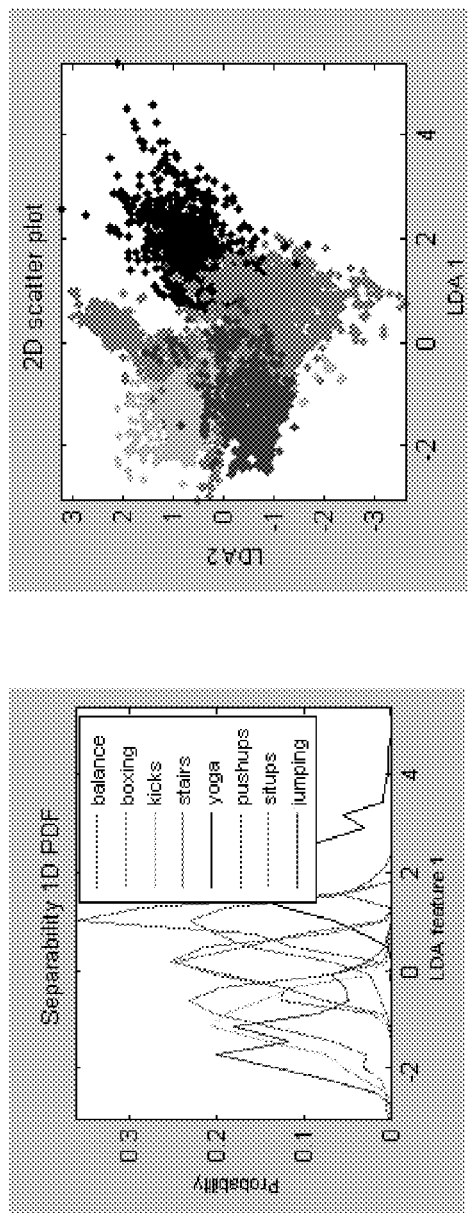 Separability 1D PDF
0.3
0.2
0.1
0
Probability
-2
0
2
4
LDA feature 1
balance
boxing
kicks
stairs
yoga
pushups
situps
jumping
2D scatter plot
3
2
1
0
-1
-2
-3
LDA 2
-2
0
2
4
LDA 1